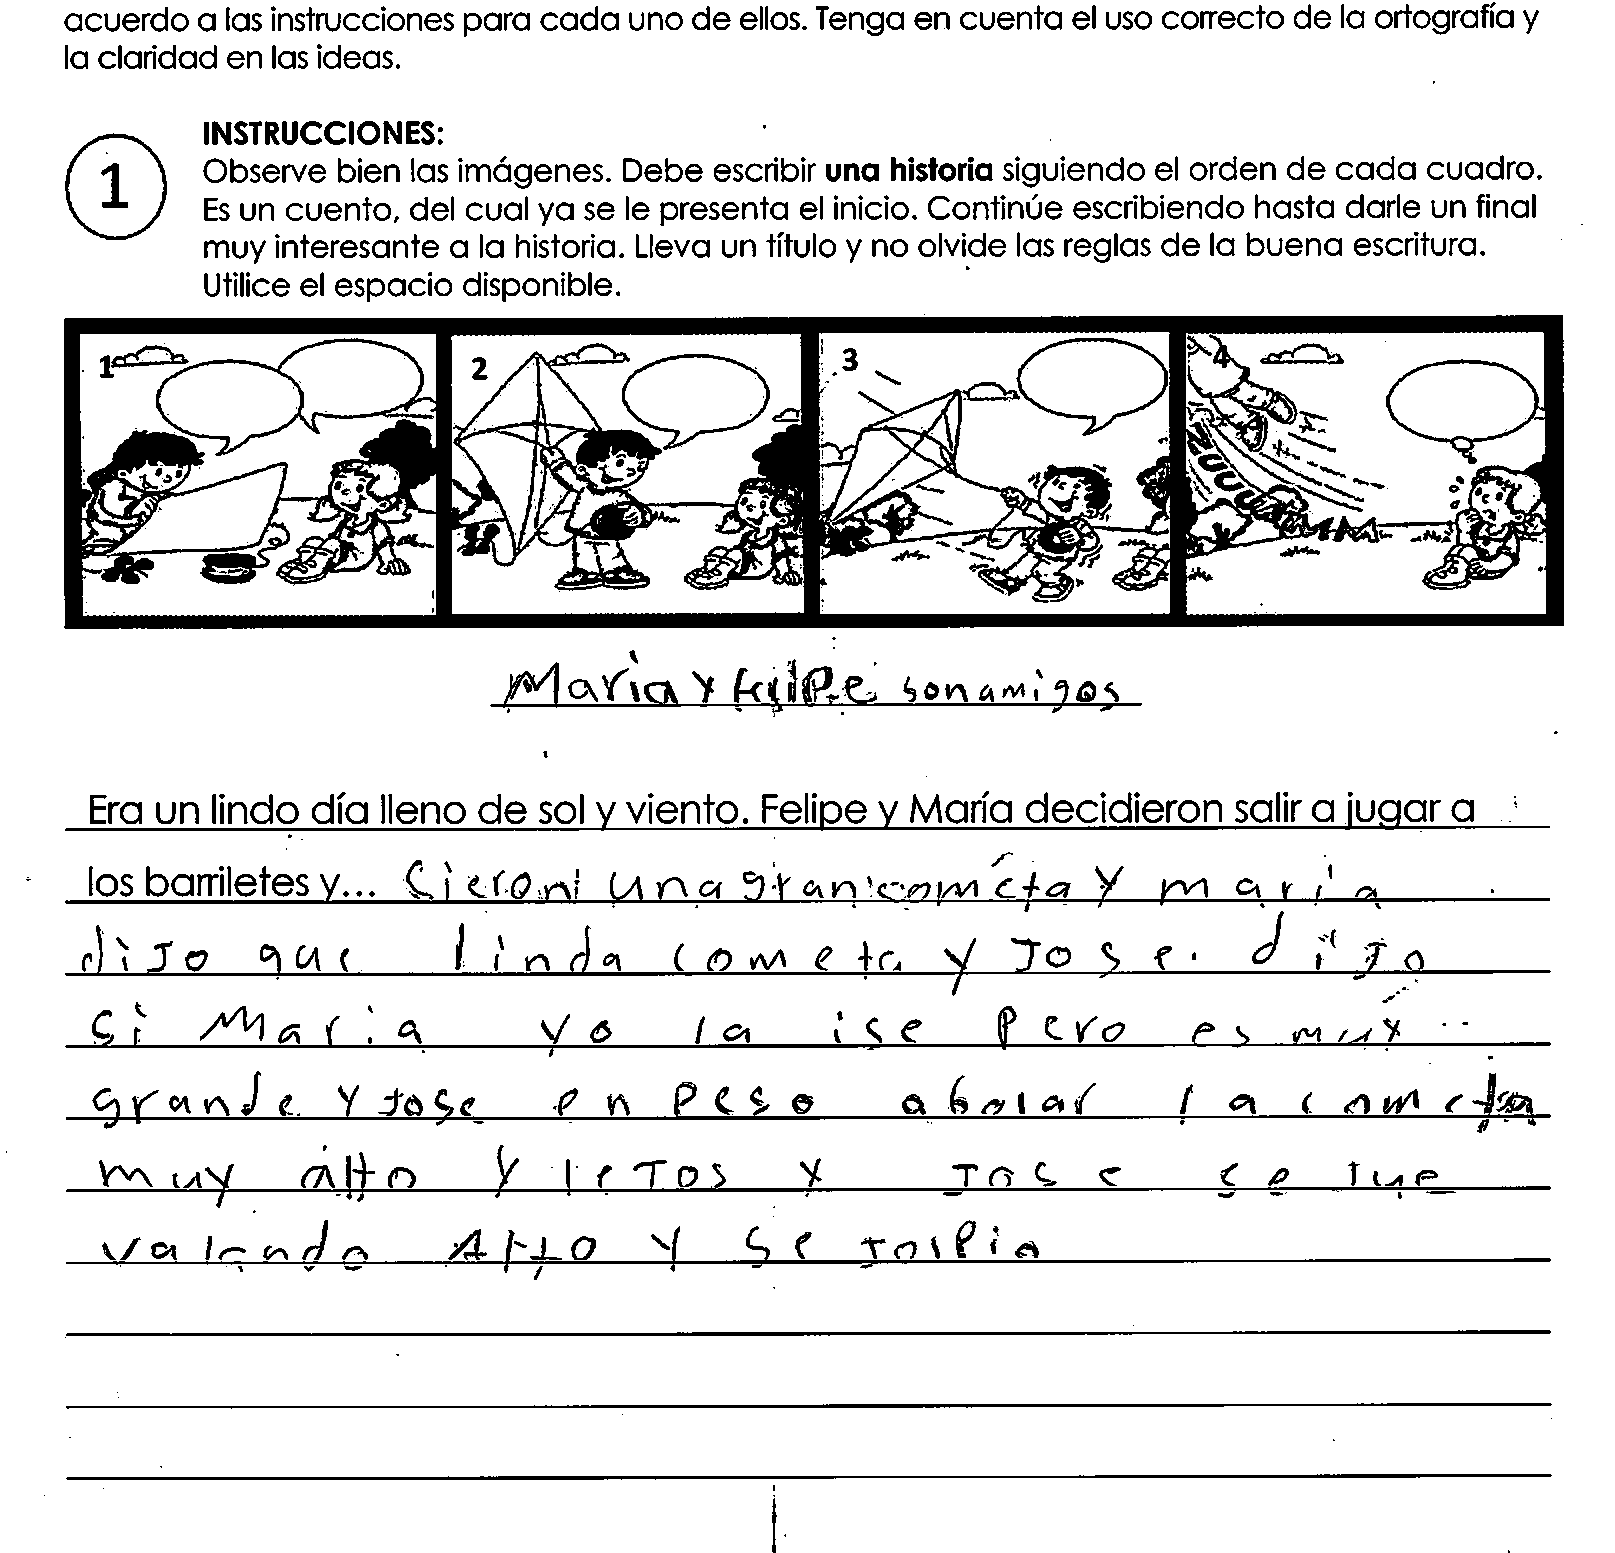 acuerdo a las instrucciones para cada uno de ellos. Tenga en cuenta el uso correcto de la ortografía y
la claridad en las ideas.
1
INSTRUCCIONES:
Observe bien las imágenes. Debe escribir una historia siguiendo el orden de cada cuadro.
Es un cuento, del cual ya se le presenta el inicio. Continúe escribiendo hasta darle un final
muy interesante a la historia. Lleva un título y no olvide las reglas de la buena escritura.
Utilice el espacio disponible.
1 2 3 4
ZUUUU
Maria y Felipe son amigos
Era un lindo día lleno de sol y viento. Felipe y María decidieron salir a jugar a
los barriletes y... Cieron una gran cometa y maria
dijo que linda cometa y Jose. dijo
si Maria yo la ise pero es muy
grande y Jose en peso abolar la cometa
muy alto y lejos y Jose se fue
valando Alto y se